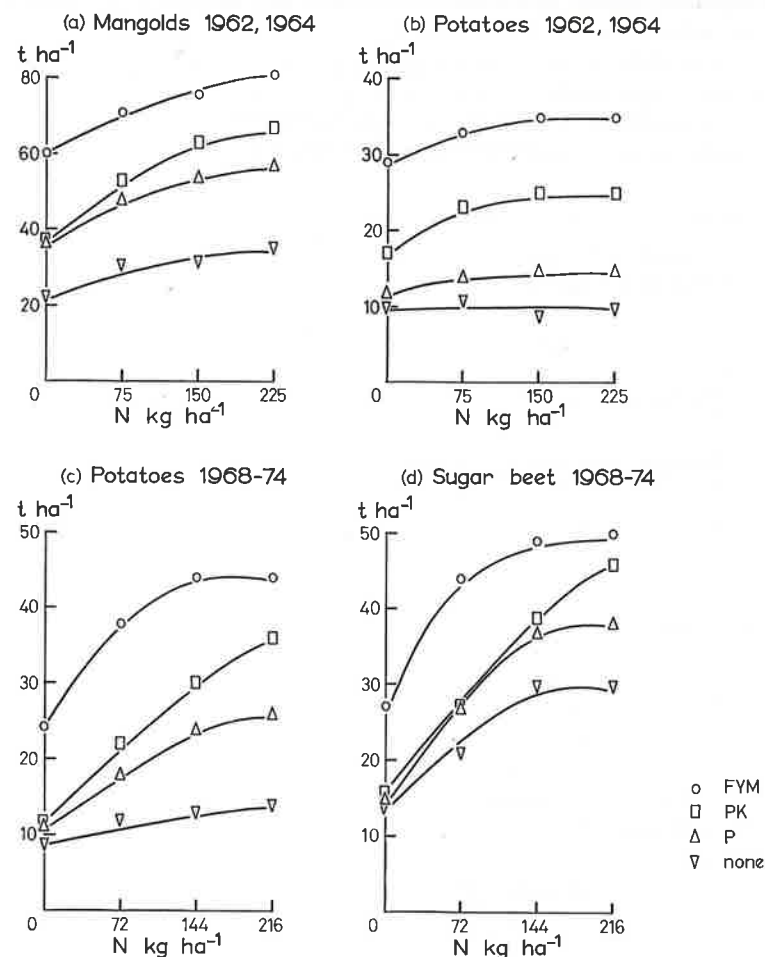 (a) Mangolds 1962, 1964
t ha⁻¹
80
60
40
20
0 75 150 225
N kg ha⁻¹
(b) Potatoes 1962, 1964
t ha⁻¹
40
30
20
10
0 75 150 225
N kg ha⁻¹
(c) Potatoes 1968-74
t ha⁻¹
50
40
30
20
10
0 72 144 216
N kg ha⁻¹
(d) Sugar beet 1968-74
t ha⁻¹
50
40
30
20
10
0 72 144 216
N kg ha⁻¹
FYM
PK
P
none